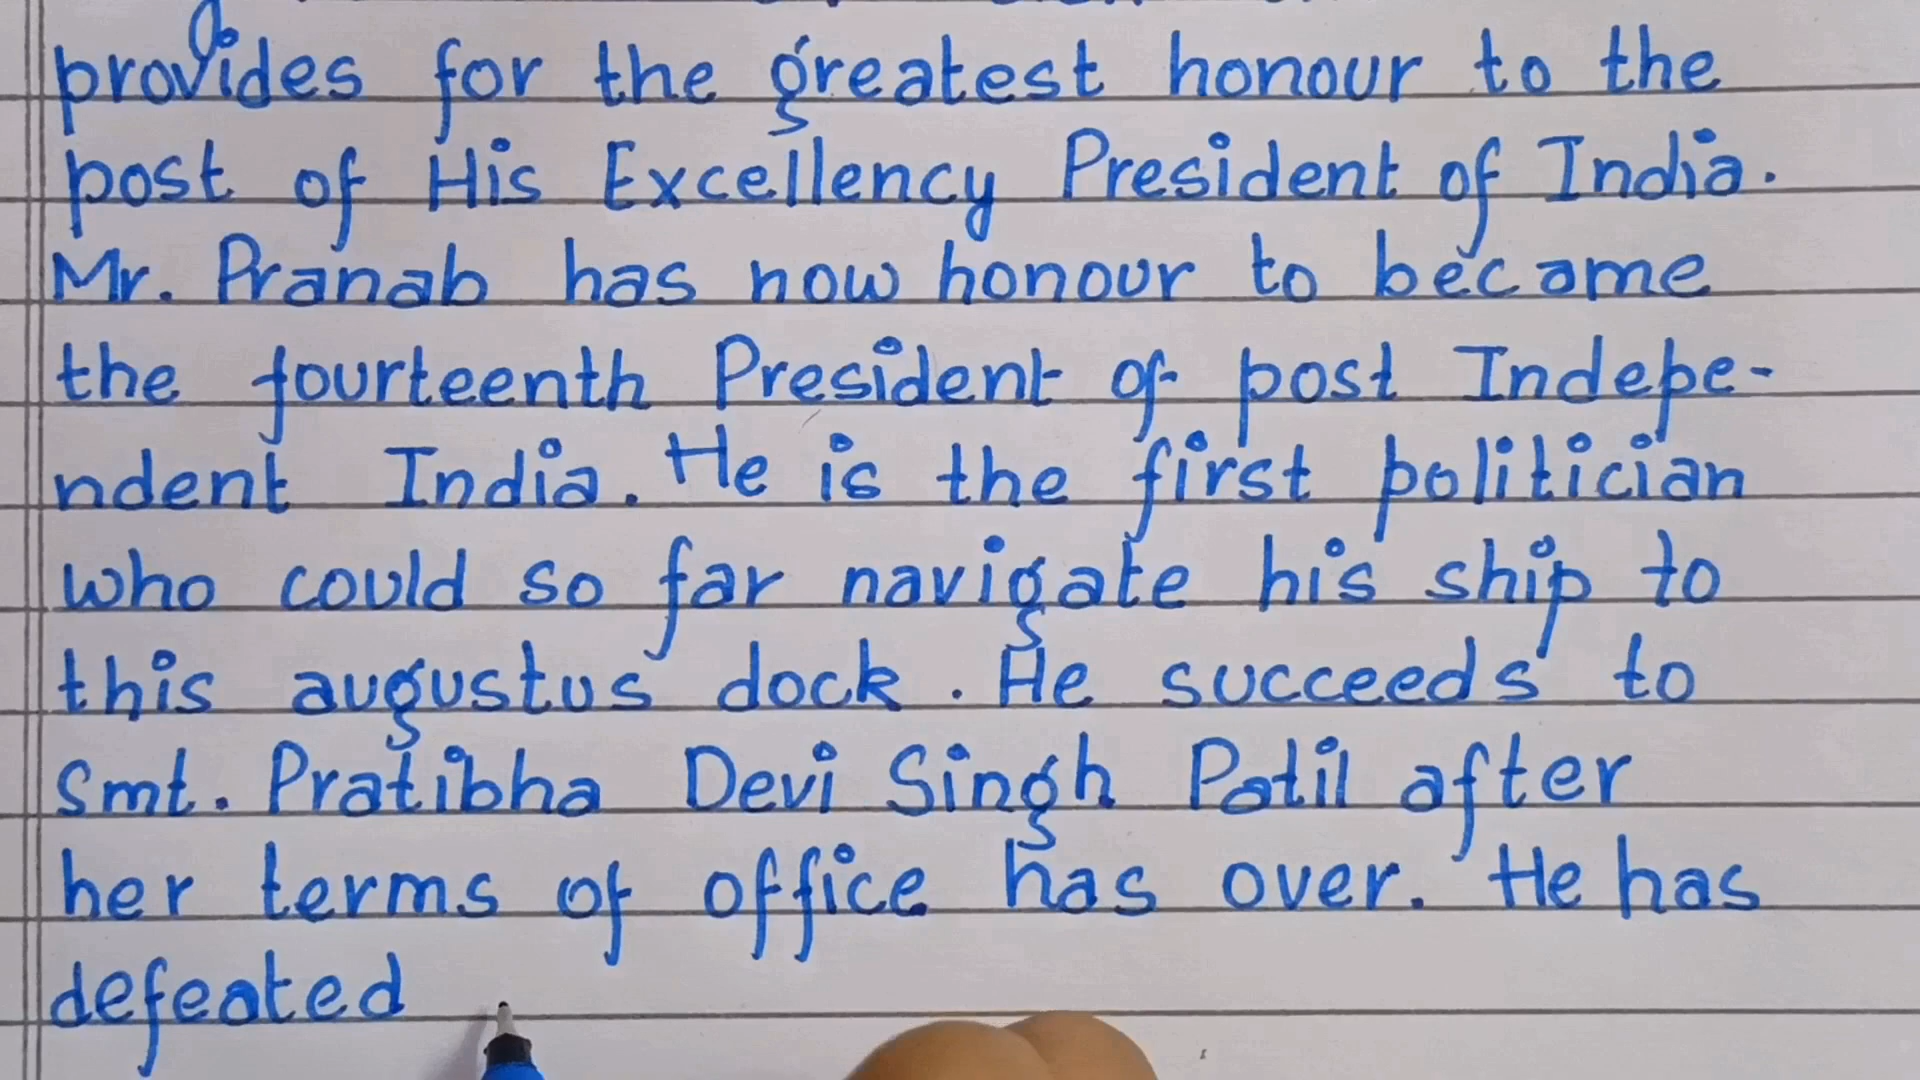 provides for the greatest honour to the
post of His Excellency President of India.
Mr. Pranab has now honour to become
the fourteenth President of post Indepe-
ndent India. He is the first politician
who could so far navigate his ship to
this augustus dock. He succeeds to
Smt. Pratibha Devi Singh Patil after
her terms of office has over. He has
defeated